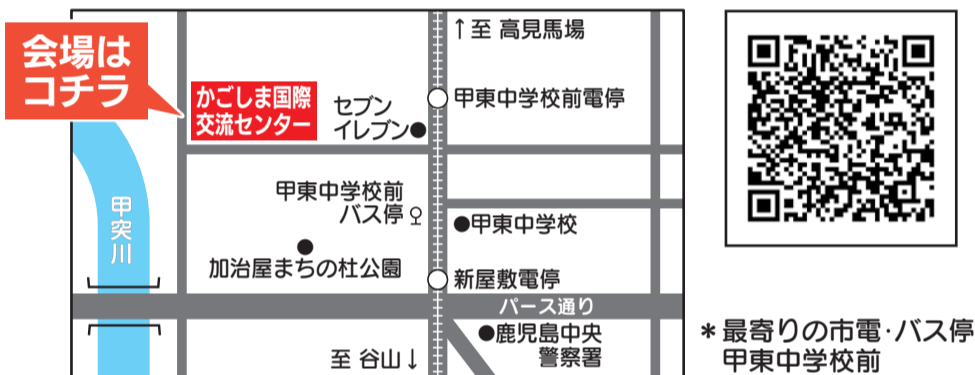 会場は
コチラ
↑至 高見馬場
かごしま国際
交流センター
セブン
イレブン
甲東中学校前電停
甲突川
甲東中学校前
バス停
甲東中学校
加治屋まちの杜公園
新屋敷電停
パース通り
鹿児島中央
警察署
至 谷山↓
*最寄りの市電・バス停
甲東中学校前